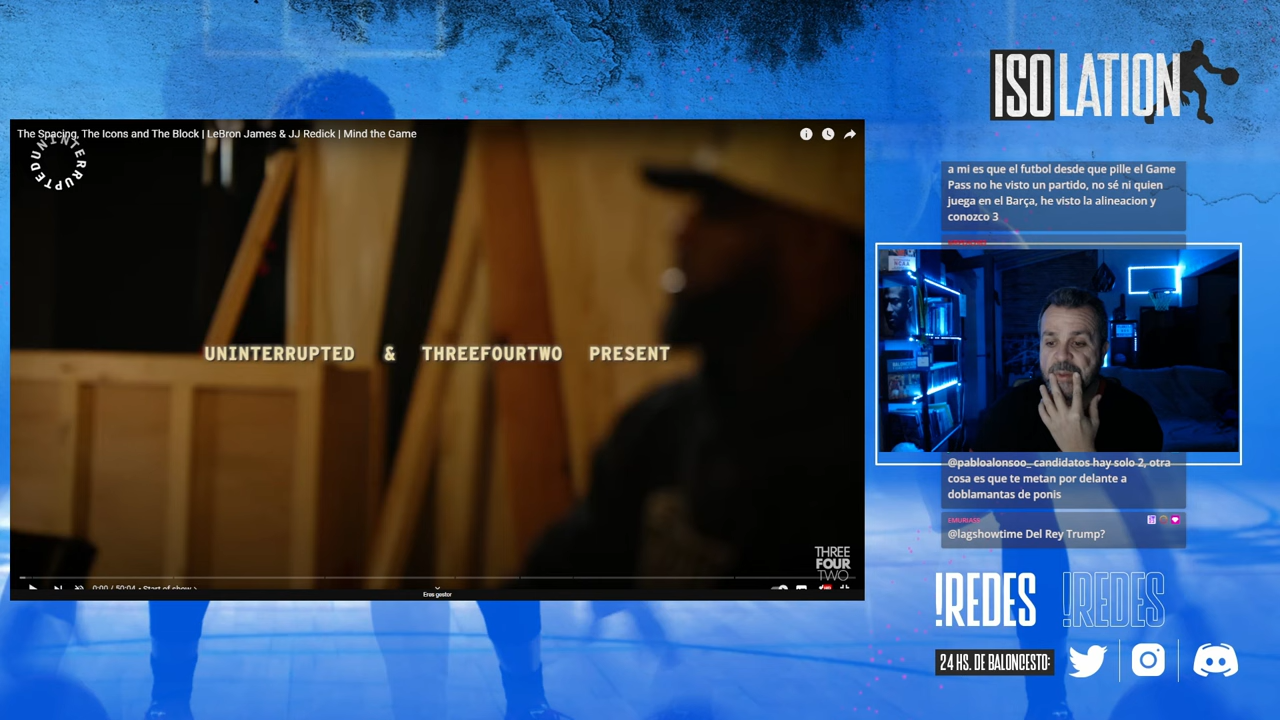 The Spacing, The Icons and The Block | LeBron James & JJ Redick | Mind the Game
UNINTERRUPTED
UNINTERRUPTED & THREEFOURTWO PRESENT
THREE
FOUR
TWO
0:00 / 50:04 • Start of show
Eres gestor
ISOLATION
a mi es que el futbol desde que pille el Game
Pass no he visto un partido, no sé ni quien
juega en el Barça, he visto la alineacion y
conozco 3
@pabloalonsoo_ candidatos hay solo 2, otra
cosa es que te metan por delante a
doblamantas de ponis
EMURIASS
@lagshowtime Del Rey Trump?
!REDES !REDES
24 HS. DE BALONCESTO: